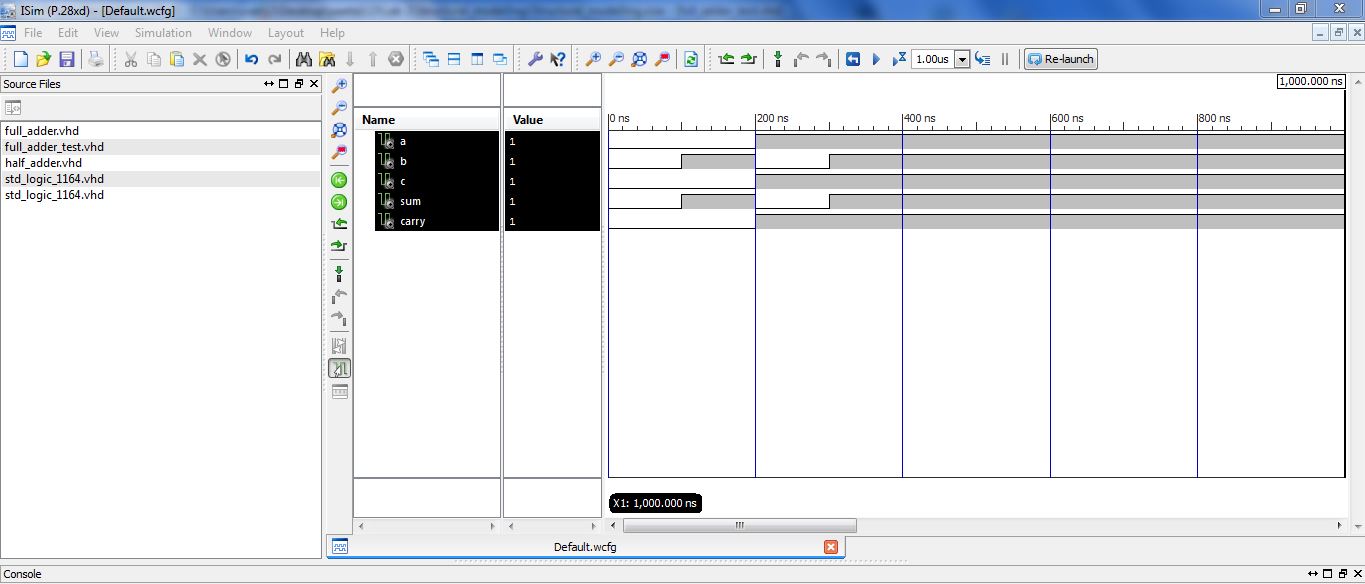 ISim (P.28xd) - [Default.wcfg]
File Edit View Simulation Window Layout Help
1.00us Re-launch
Source Files
full_adder.vhd
full_adder_test.vhd
half_adder.vhd
std_logic_1164.vhd
std_logic_1164.vhd
Name Value
a 1
b 1
c 1
sum 1
carry 1
1,000.000 ns
0 ns 200 ns 400 ns 600 ns 800 ns
X1: 1,000.000 ns
Default.wcfg
Console